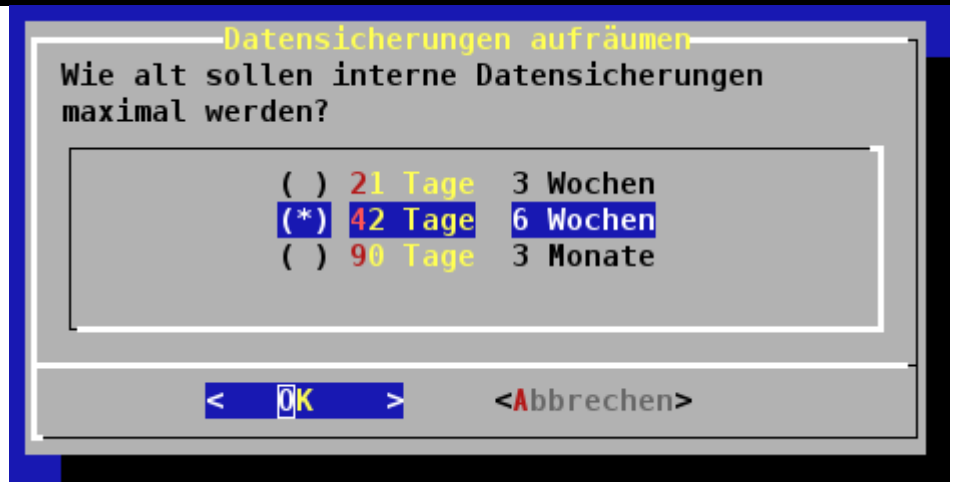 Datensicherungen aufräumen
Wie alt sollen interne Datensicherungen
maximal werden?
( ) 21 Tage 3 Wochen
(*) 42 Tage 6 Wochen
( ) 90 Tage 3 Monate
< OK > <Abbrechen>